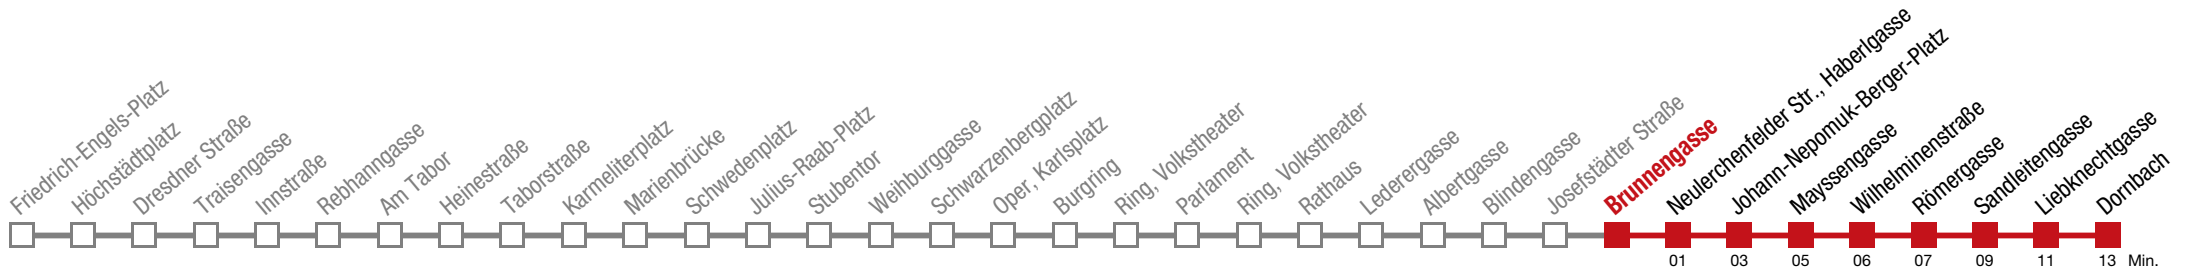 Friedrich-Engels-Platz
Höchstädtplatz
Dresdner Straße
Traisengasse
Innstraße
Rebhanngasse
Am Tabor
Heinestraße
Taborstraße
Karmeliterplatz
Marienbrücke
Schwedenplatz
Julius-Raab-Platz
Stubentor
Weihburggasse
Schwarzenbergplatz
Oper, Karlsplatz
Burgring
Ring, Volkstheater
Parlament
Ring, Volkstheater
Rathaus
Lederergasse
Albertgasse
Blindengasse
Josefstädter Straße
Brunnengasse
Neulerchenfelder Str., Haberlgasse
Johann-Nepomuk-Berger-Platz
Mayssengasse
Wilhelminenstraße
Römergasse
Sandleitengasse
Liebknechtgasse
Dornbach
01 03 05 06 07 09 11 13 Min.